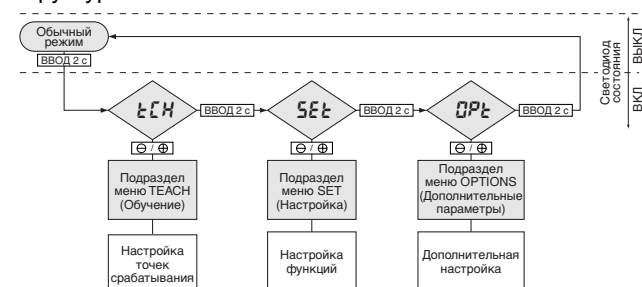 Обычный
режим
ВВОД 2 с
tCH
ВВОД 2 с
SEt
ВВОД 2 с
OPt
ВВОД 2 с
⊖ / ⊕
⊖ / ⊕
⊖ / ⊕
Подраздел
меню TEACH
(Обучение)
Подраздел
меню SET
(Настройка)
Подраздел
меню OPTIONS
(Дополнительные
параметры)
Настройка
точек
срабатывания
Настройка
функций
Дополнительная
настройка
Светодиод
состояния
ВКЛ
ВЫКЛ